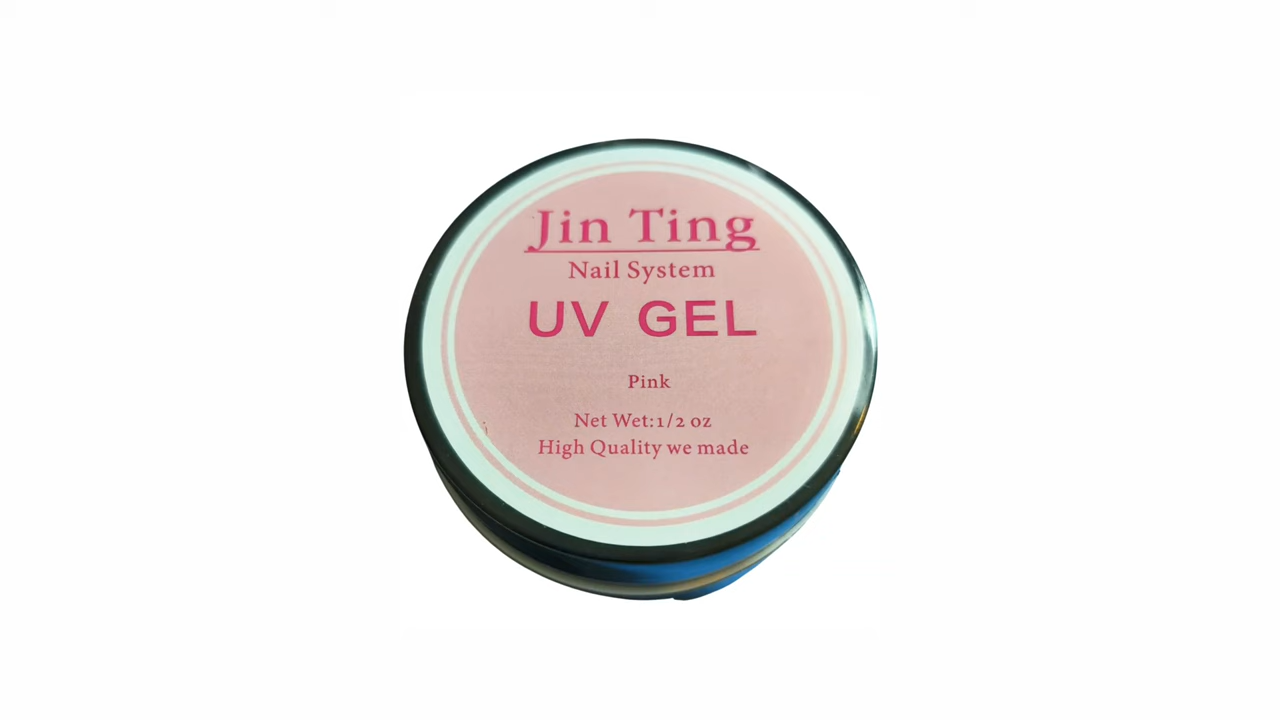 Jin Ting
Nail System
UV GEL
Pink
Net Wet:1/2 oz
High Quality we made